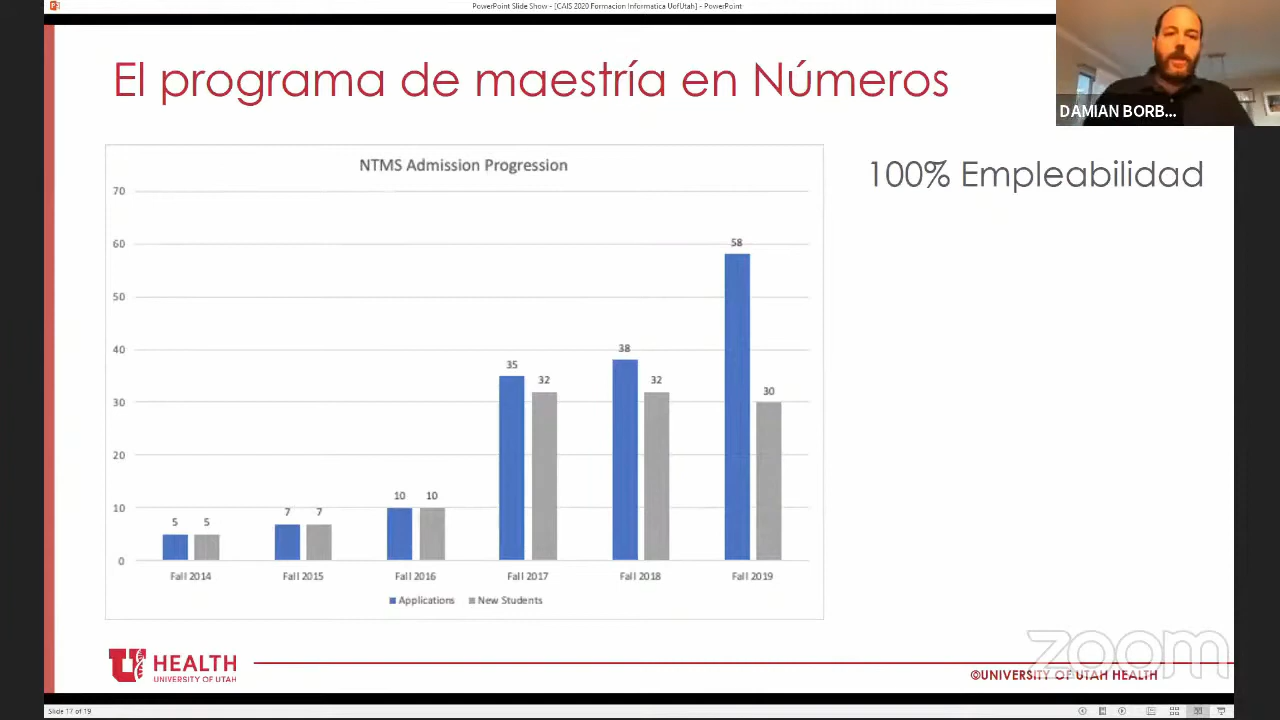 PowerPoint Slide Show - [CAIS 2020 Formacion Informatica UofUtah] - PowerPoint
El programa de maestría en Números
DAMIAN BORB...
100% Empleabilidad
NTMS Admission Progression
70
60
50
40
30
20
10
0
5 5
7 7
10 10
35 32
38 32
58 30
Fall 2014 Fall 2015 Fall 2016 Fall 2017 Fall 2018 Fall 2019
Applications New Students
U HEALTH
UNIVERSITY OF UTAH
zoom
©UNIVERSITY OF UTAH HEALTH
Slide 17 of 19